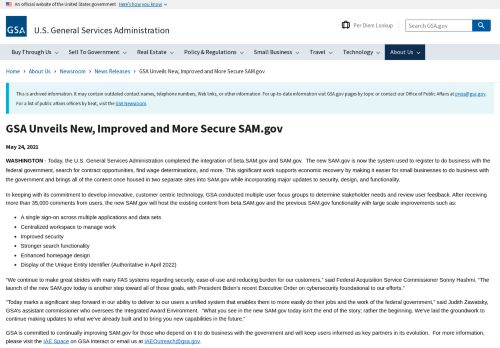 An official website of the United States government Here's how you know
GSA U.S. General Services Administration
Per Diem Lookup
Search GSA.gov
Buy Through Us Sell To Government Real Estate Policy & Regulations Small Business Travel Technology About Us
Home › About Us › Newsroom › News Releases › GSA Unveils New, Improved and More Secure SAM.gov
This is archived information. It may contain outdated contact names, telephone numbers, Web links, or other information. For up-to-date information visit GSA.gov pages by topic or contact our Office of Public Affairs at press@gsa.gov.
For a list of public affairs officers by beat, visit the GSA Newsroom.
GSA Unveils New, Improved and More Secure SAM.gov
May 24, 2021
WASHINGTON - Today, the U.S. General Services Administration completed the integration of beta.SAM.gov and SAM.gov. The new SAM.gov is now the system used to register to do business with the
federal government, search for contract opportunities, find wage determinations, and more. This significant work supports economic recovery by making it easier for small businesses to do business with the
government and brings all of the content once housed in two separate sites into SAM.gov while incorporating major updates to security, design, and functionality.
In keeping with its commitment to develop innovative, customer centric technology, GSA conducted multiple user focus groups to determine stakeholder needs and review user feedback. After receiving
more than 35,000 comments from users, the new SAM.gov will host the existing content from beta.SAM.gov and the previous SAM.gov functionality with large scale improvements such as:
• A single sign-on across multiple applications and data sets
• Centralized workspace to manage work
• Improved security
• Stronger search functionality
• Enhanced homepage design
• Display of the Unique Entity Identifier (Authoritative in April 2022)
"We continue to make great strides with many FAS systems regarding security, ease-of-use and reducing burden for our customers," said Federal Acquisition Service Commissioner Sonny Hashmi. "The
launch of the new SAM.gov today is another step toward all of those goals, with President Biden's recent Executive Order on cybersecurity foundational to our efforts."
"Today marks a significant step forward in our ability to deliver to our users a unified system that enables them to more easily do their jobs and the work of the federal government," said Judith Zawatsky,
GSA's assistant commissioner who oversees the Integrated Award Environment. "What you see in the new SAM.gov today isn't the end of the story; rather the beginning. We've laid the groundwork to
continue making updates to what we've already built and to bring you new capabilities in the future."
GSA is committed to continually improving SAM.gov for those who depend on it to do business with the government and will keep users informed as key partners in its evolution. For more information,
please visit the IAE Space on GSA Interact or email us at IAEOutreach@gsa.gov.